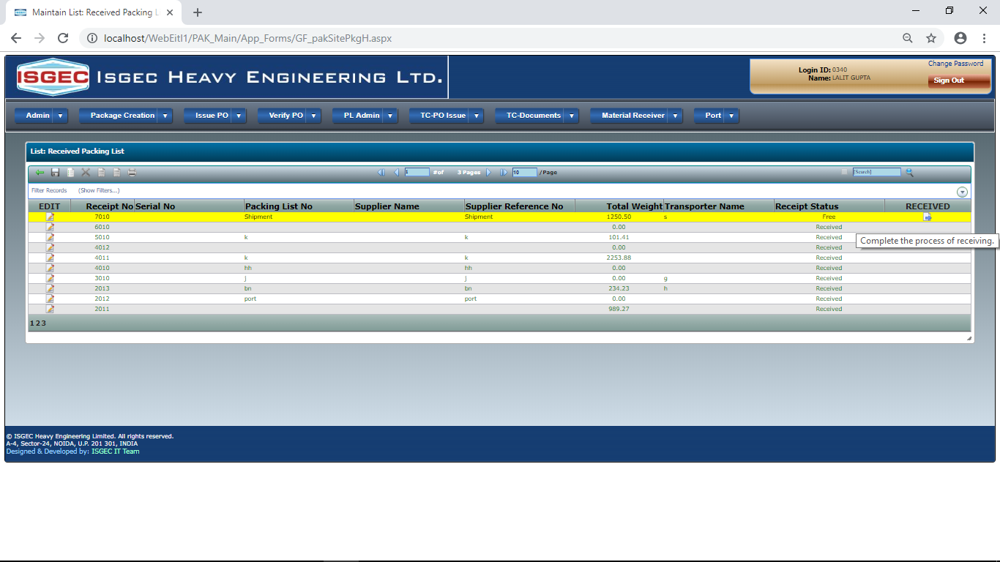 Maintain List: Received Packing L
localhost/WebEitl1/PAK_Main/App_Forms/GF_pakSitePkgH.aspx
ISGEC ISGEC HEAVY ENGINEERING LTD.
Change Password
Login ID: 0340
Name: LALIT GUPTA
Sign Out
Admin Package Creation Issue PO Verify PO PL Admin TC-PO Issue TC-Documents Material Receiver Port
List: Received Packing List
1 #of 3 Pages 10 /Page [Search]
Filter Records (Show Filters...)
EDIT Receipt No Serial No Packing List No Supplier Name Supplier Reference No Total Weight Transporter Name Receipt Status RECEIVED
7010 Shipment Shipment 1250.50 s Free
6010 0.00 Received
5010 k k 101.41 Received
Complete the process of receiving.
4012 0.00 Received
4011 k k 2253.88 Received
4010 hh hh 0.00 Received
3010 j j 0.00 g Received
2013 bn bn 234.23 h Received
2012 port port 0.00 Received
2011 989.27 Received
1 2 3
© ISGEC Heavy Engineering Limited. All rights reserved.
A-4, Sector-24, NOIDA, U.P. 201 301, INDIA
Designed & Developed by: ISGEC IT Team